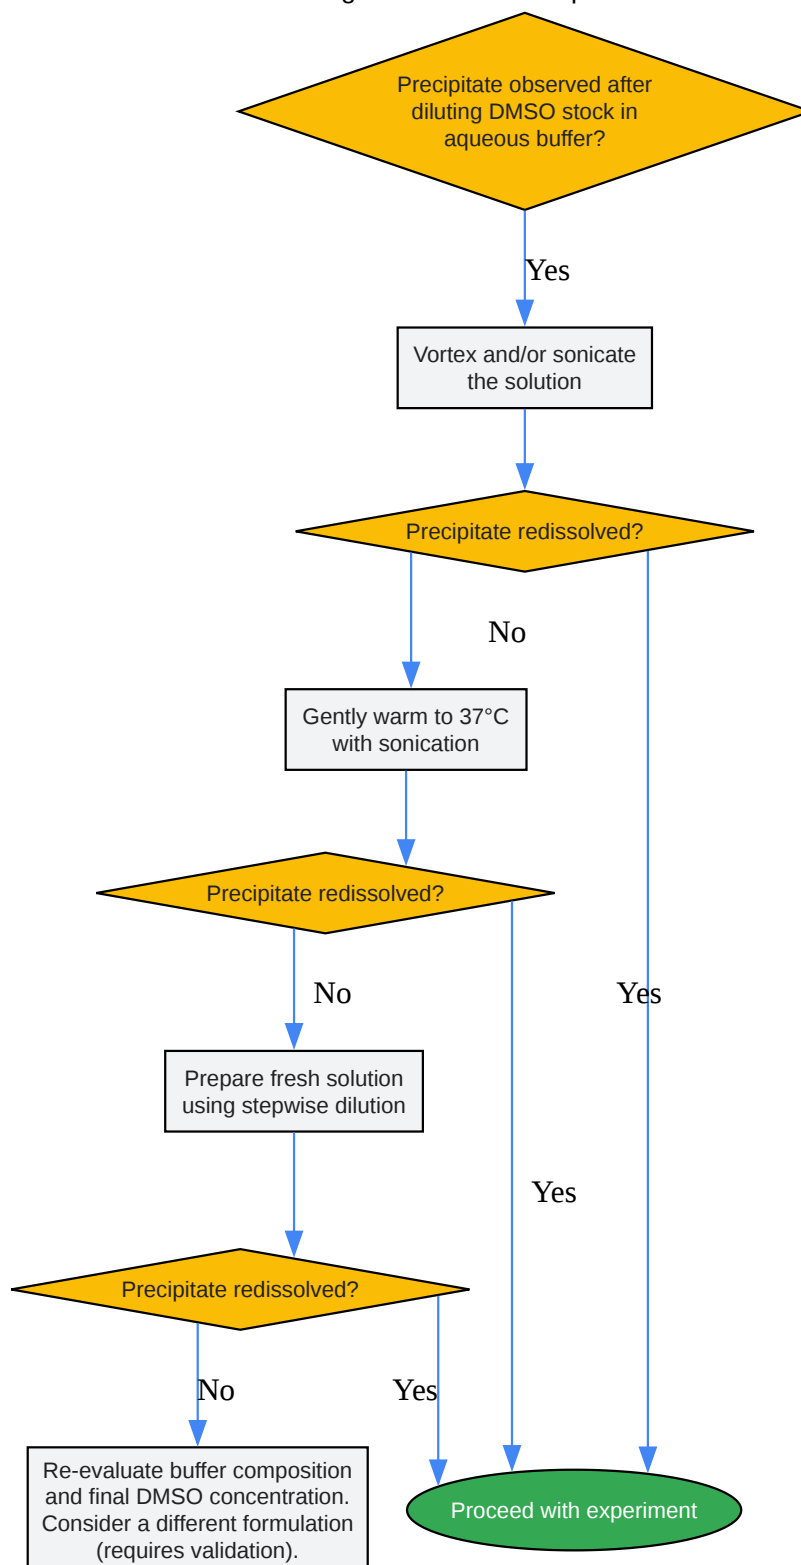 Precipitate observed after
diluting DMSO stock in
aqueous buffer?
Yes
Vortex and/or sonicate
the solution
Precipitate redissolved?
No
Gently warm to 37°C
with sonication
Precipitate redissolved?
No
Yes
Prepare fresh solution
using stepwise dilution
Yes
Precipitate redissolved?
No
Yes
Re-evaluate buffer composition
and final DMSO concentration.
Consider a different formulation
(requires validation).
Proceed with experiment